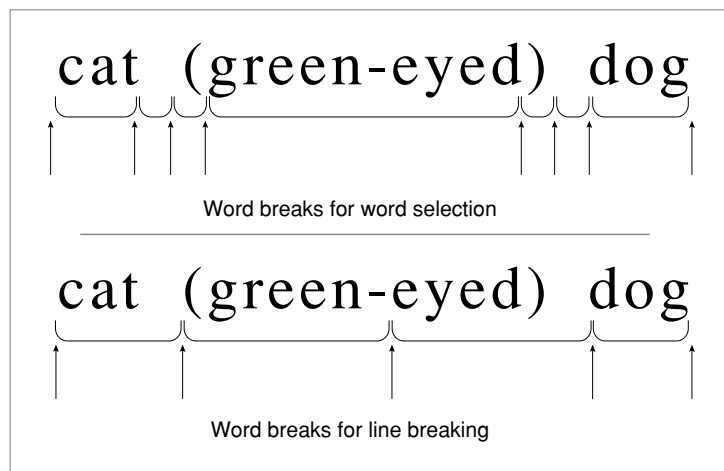 cat (green-eyed) dog
Word breaks for word selection
cat (green-eyed) dog
Word breaks for line breaking